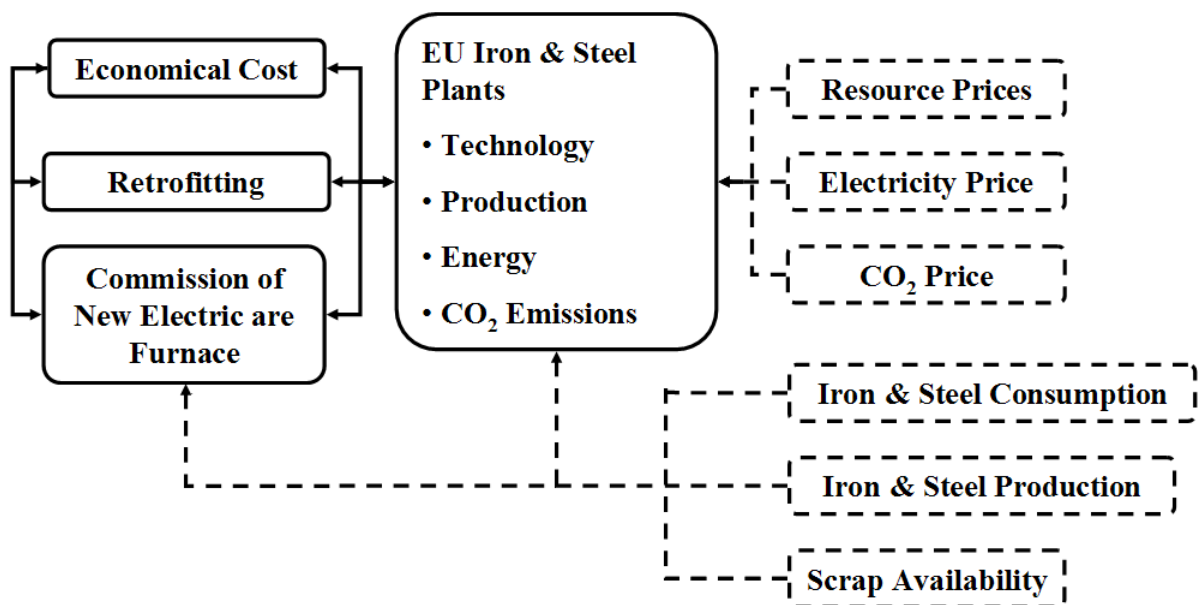 Economical Cost
Retrofitting
Commission of
New Electric are
Furnace
EU Iron & Steel
Plants
• Technology
• Production
• Energy
• CO₂ Emissions
Resource Prices
Electricity Price
CO₂ Price
Iron & Steel Consumption
Iron & Steel Production
Scrap Availability